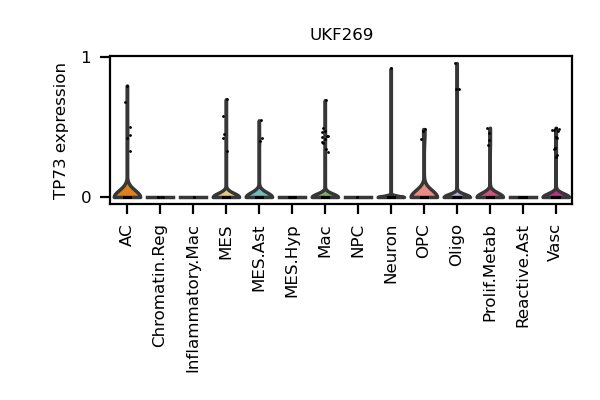 UKF269
TP73 expression
1
0
AC
Chromatin.Reg
Inflammatory.Mac
MES
MES.Ast
MES.Hyp
Mac
NPC
Neuron
OPC
Oligo
Prolif.Metab
Reactive.Ast
Vasc